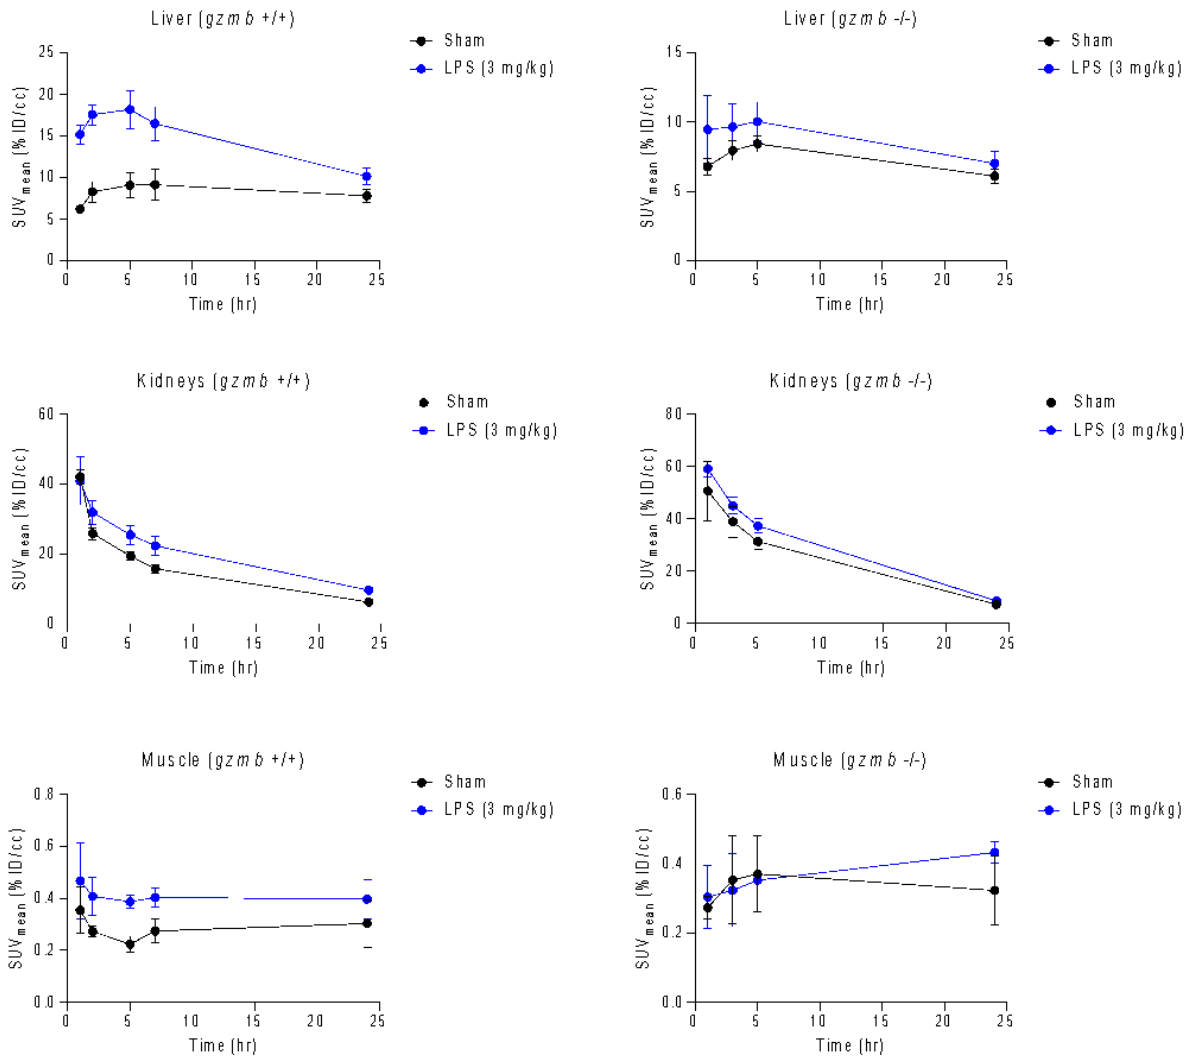 Liver (gzmb +/+)
Sham
LPS (3 mg/kg)
SUVmean (%ID/cc)
25
20
15
10
5
0
0 5 10 15 20 25
Time (hr)
Liver (gzmb -/-)
Sham
LPS (3 mg/kg)
SUVmean (%ID/cc)
15
10
5
0
0 5 10 15 20 25
Time (hr)
Kidneys (gzmb +/+)
Sham
LPS (3 mg/kg)
SUVmean (%ID/cc)
60
40
20
0
0 5 10 15 20 25
Time (hr)
Kidneys (gzmb -/-)
Sham
LPS (3 mg/kg)
SUVmean (%ID/cc)
80
60
40
20
0
0 5 10 15 20 25
Time (hr)
Muscle (gzmb +/+)
Sham
LPS (3 mg/kg)
SUVmean (%ID/cc)
0.8
0.6
0.4
0.2
0.0
0 5 10 15 20 25
Time (hr)
Muscle (gzmb -/-)
Sham
LPS (3 mg/kg)
SUVmean (%ID/cc)
0.6
0.4
0.2
0.0
0 5 10 15 20 25
Time (hr)